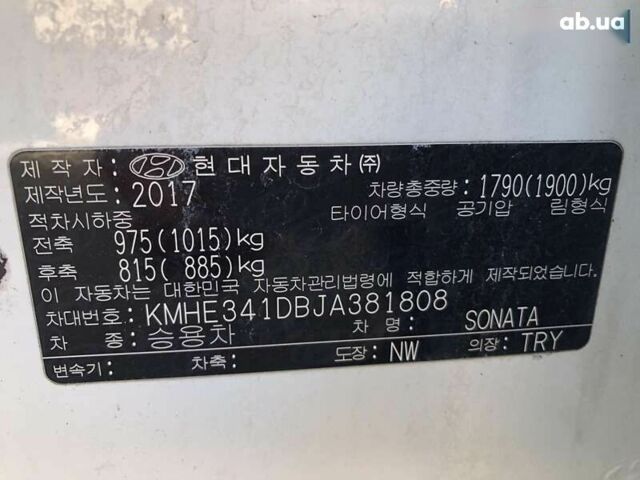 ab.ua
제 작 자 : HYUNDAI 현대자동차㈜
제작년도: 2017 차량총중량: 1790(1900)kg
적차시하중 타이어형식 공기압 림형식
전축 975(1015)kg
후축 815( 885)kg
이 자동차는 대한민국 자동차관리법령에 적합하게 제작되었습니다.
차대번호: KMHE341DBJA381808
차 종: 승용차 차 명: SONATA
변속기: 차축: 도장: NW 의장: TRY